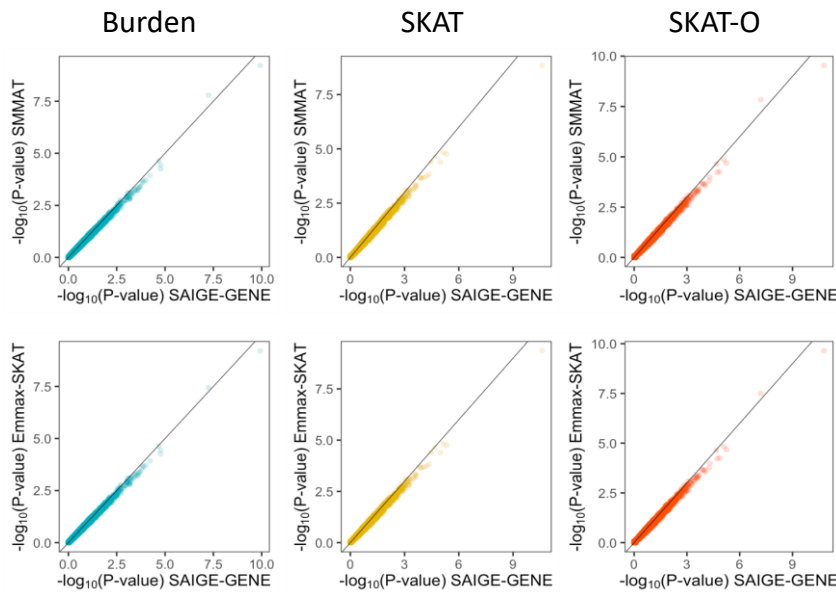 Burden
SKAT
SKAT-O
-log10(P-value) SMMAT
7.5
5.0
2.5
0.0
0.0 2.5 5.0 7.5 10.0
-log10(P-value) SAIGE-GENE
-log10(P-value) SMMAT
7.5
5.0
2.5
0.0
0 3 6 9
-log10(P-value) SAIGE-GENE
-log10(P-value) SMMAT
10.0
7.5
5.0
2.5
0.0
0 3 6 9
-log10(P-value) SAIGE-GENE
-log10(P-value) Emmax-SKAT
7.5
5.0
2.5
0.0
0.0 2.5 5.0 7.5 10.0
-log10(P-value) SAIGE-GENE
-log10(P-value) Emmax-SKAT
7.5
5.0
2.5
0.0
0 3 6 9
-log10(P-value) SAIGE-GENE
-log10(P-value) Emmax-SKAT
10.0
7.5
5.0
2.5
0.0
0 3 6 9
-log10(P-value) SAIGE-GENE